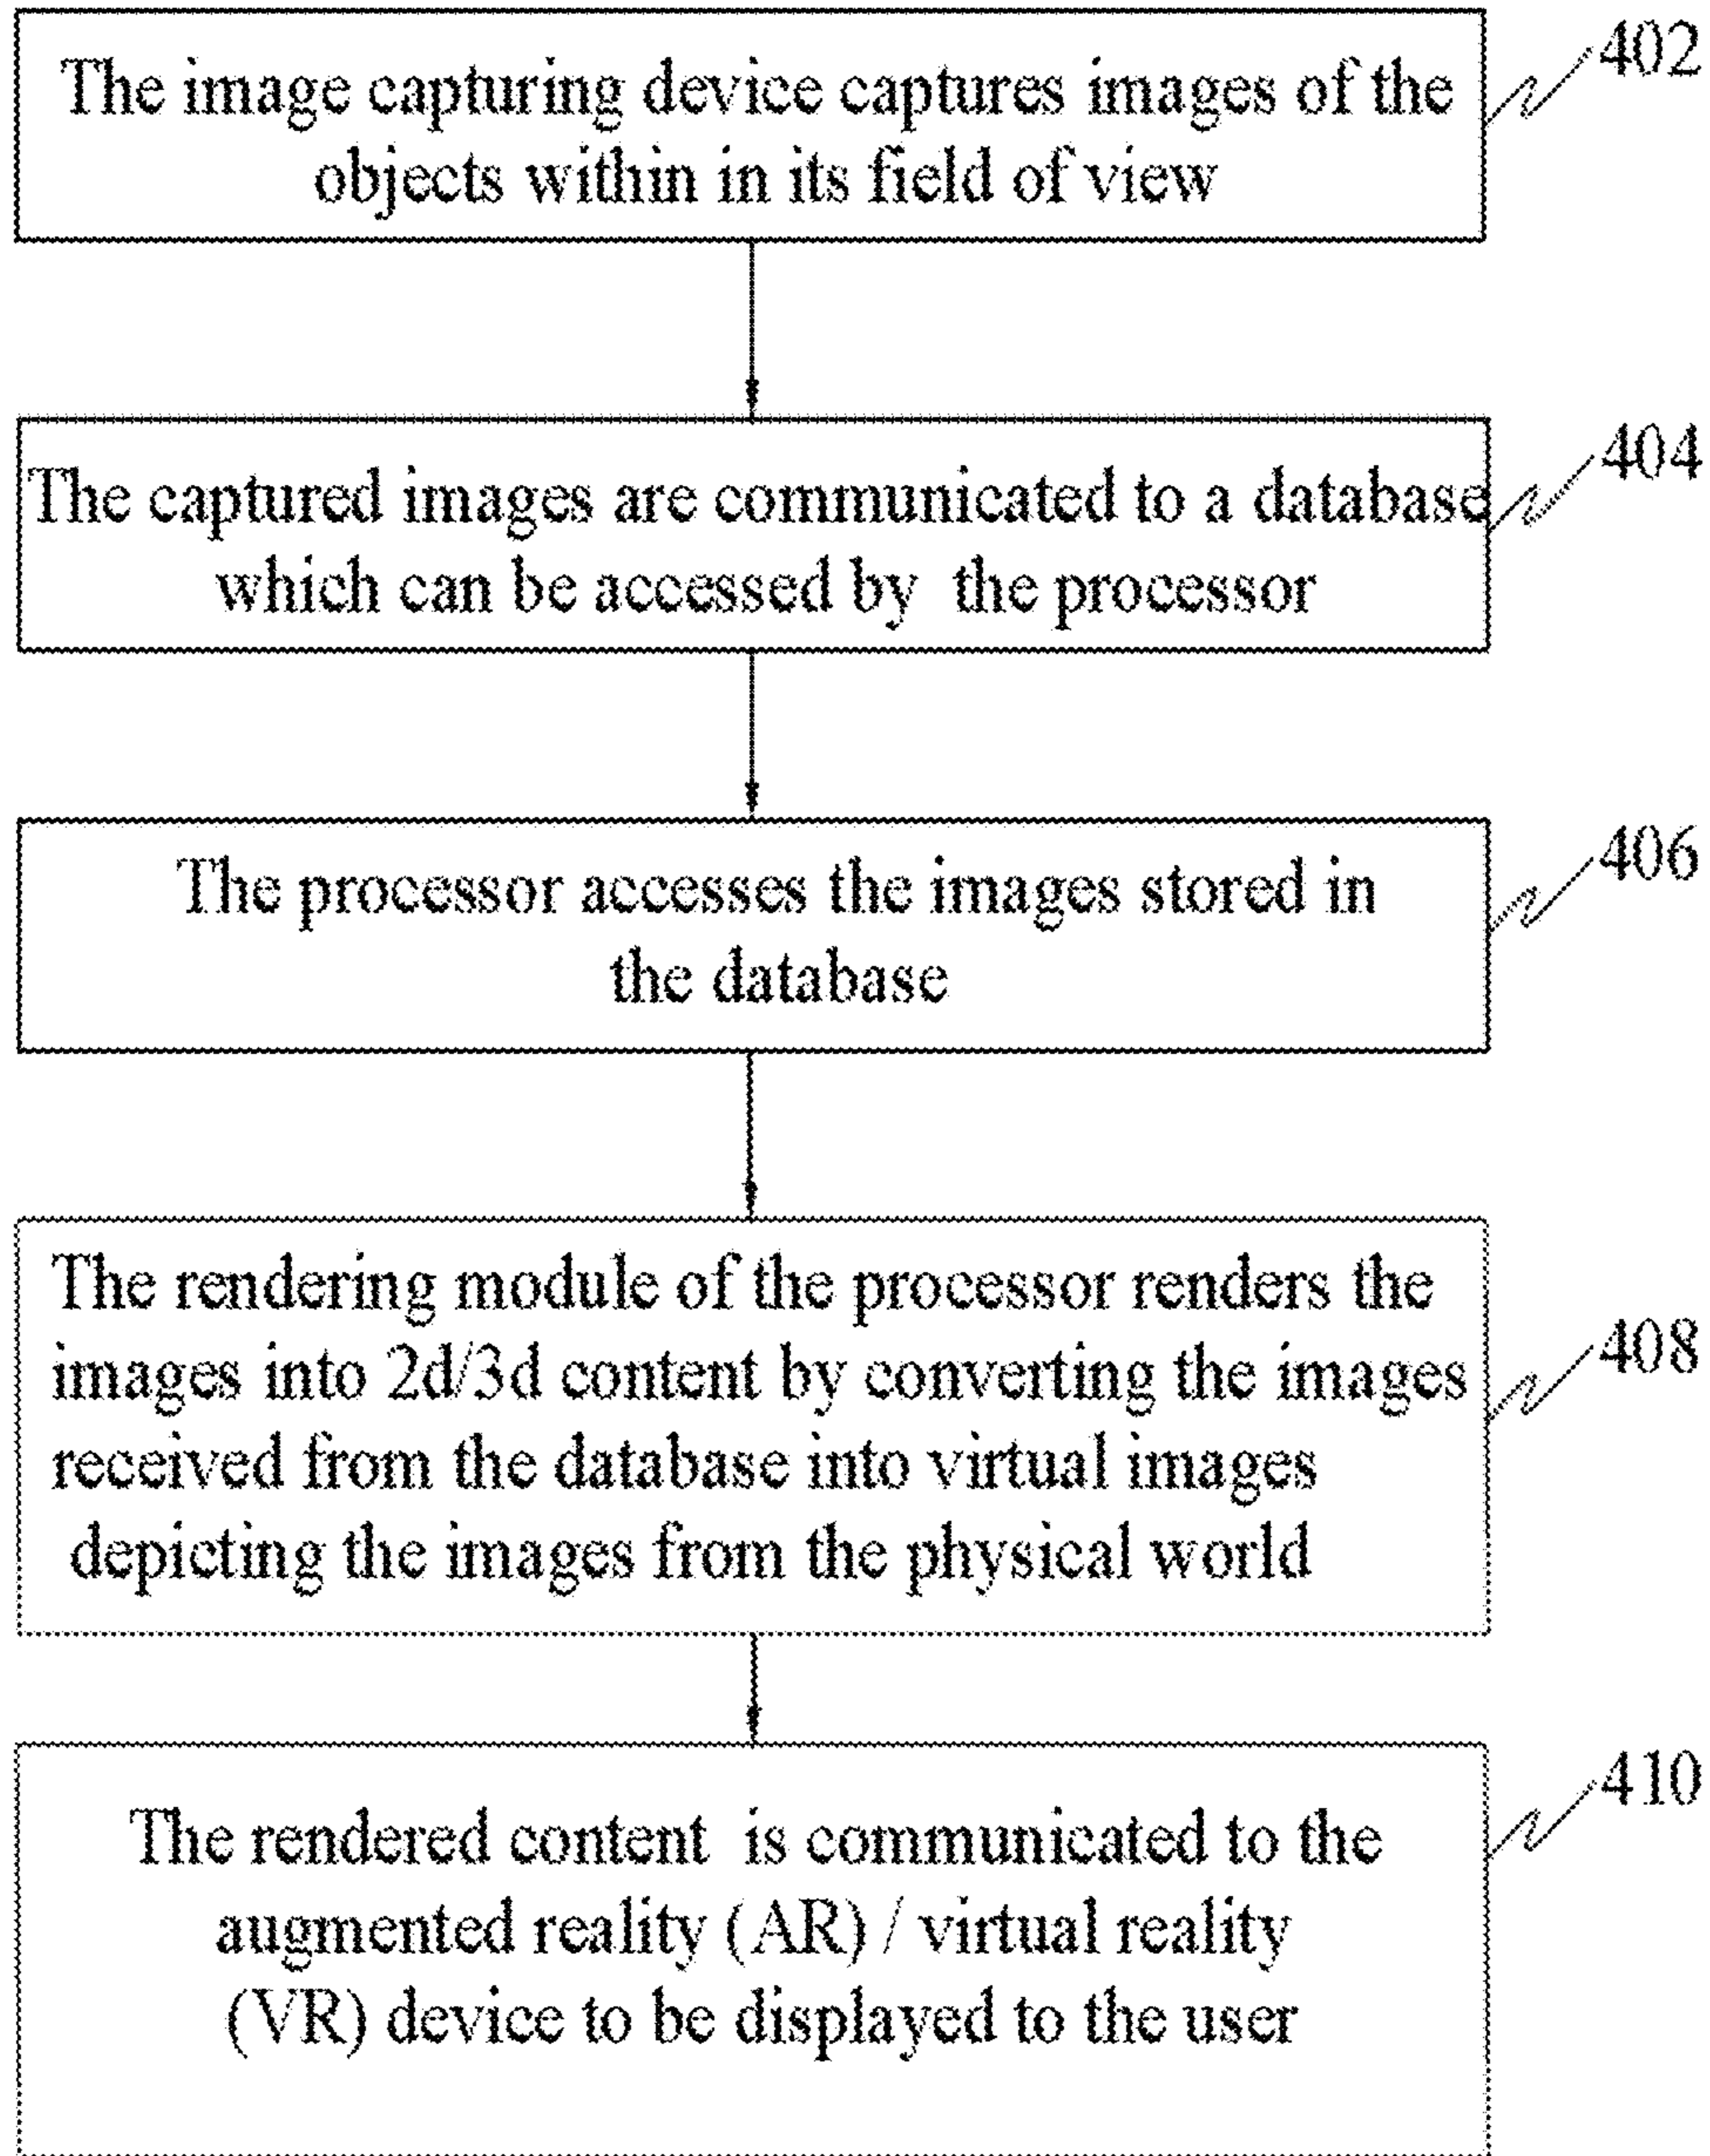 The image capturing device captures images of the
objects within in its field of view
402
The captured images are communicated to a database
which can be accessed by the processor
404
The processor accesses the images stored in
the database
406
The rendering module of the processor renders the
images into 2d/3d content by converting the images
received from the database into virtual images
depicting the images from the physical world
408
The rendered content is communicated to the
augmented reality (AR) / virtual reality
(VR) device to be displayed to the user
410